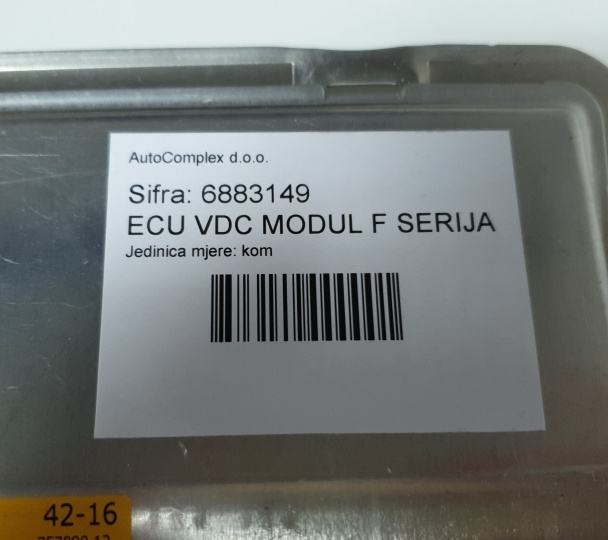 AutoComplex d.o.o.
Sifra: 6883149
ECU VDC MODUL F SERIJA
Jedinica mjere: kom
42-16